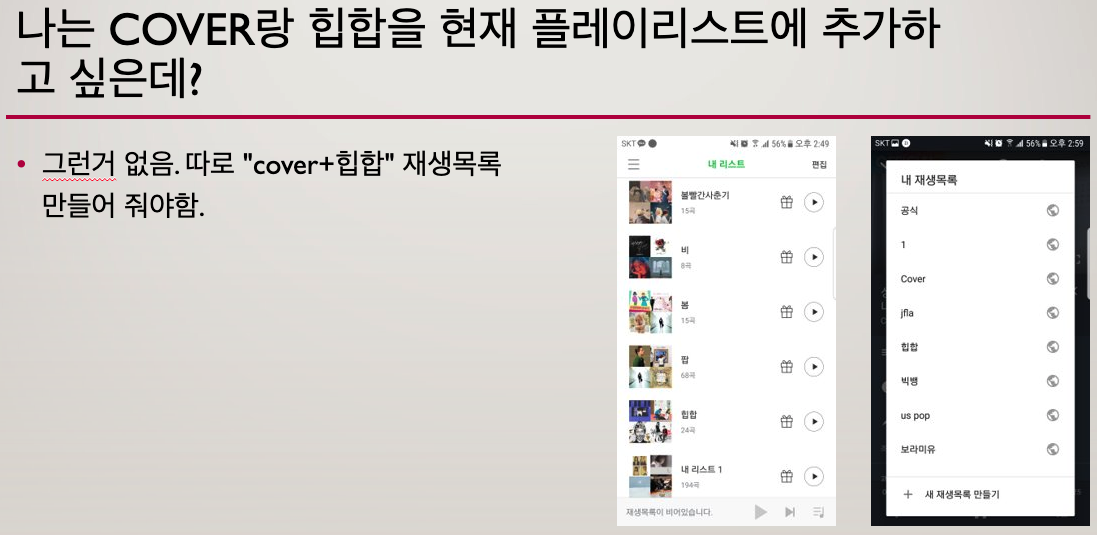 나는 COVER랑 힙합을 현재 플레이리스트에 추가하
고 싶은데?
• 그런거 없음. 따로 "cover+힙합" 재생목록
만들어 줘야함.
SKT 56% 오후 2:49
내 리스트 편집
볼빨간사춘기
15곡
비
8곡
봄
15곡
팝
68곡
힙합
24곡
내 리스트 1
194곡
재생목록이 비어있습니다.
SKT 56% 오후 2:59
내 재생목록
공식
1
Cover
jfla
힙합
빅뱅
us pop
보라미유
+ 새 재생목록 만들기